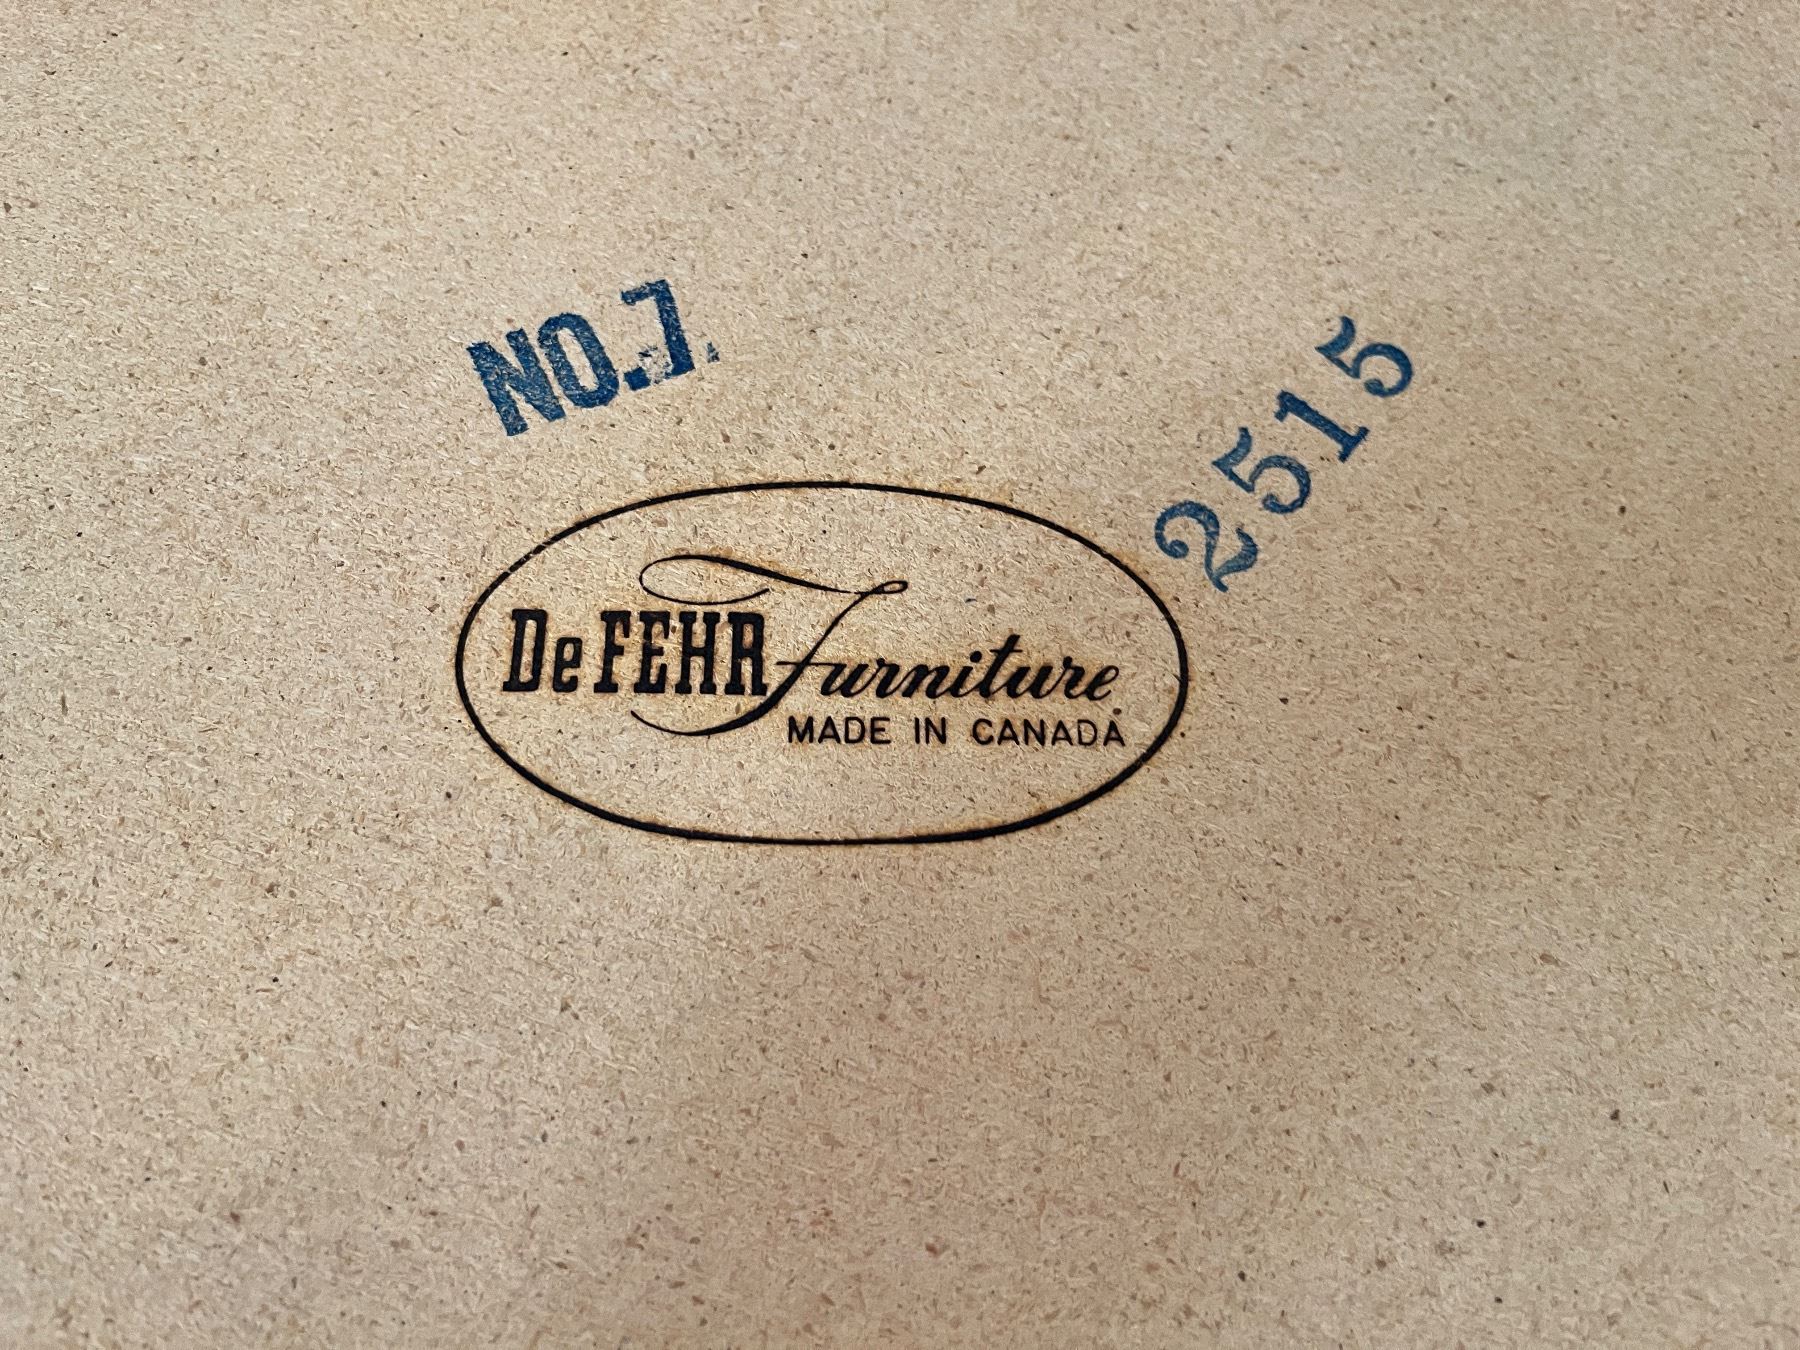 NO.7
2515
DeFEHR Furniture
MADE IN CANADA